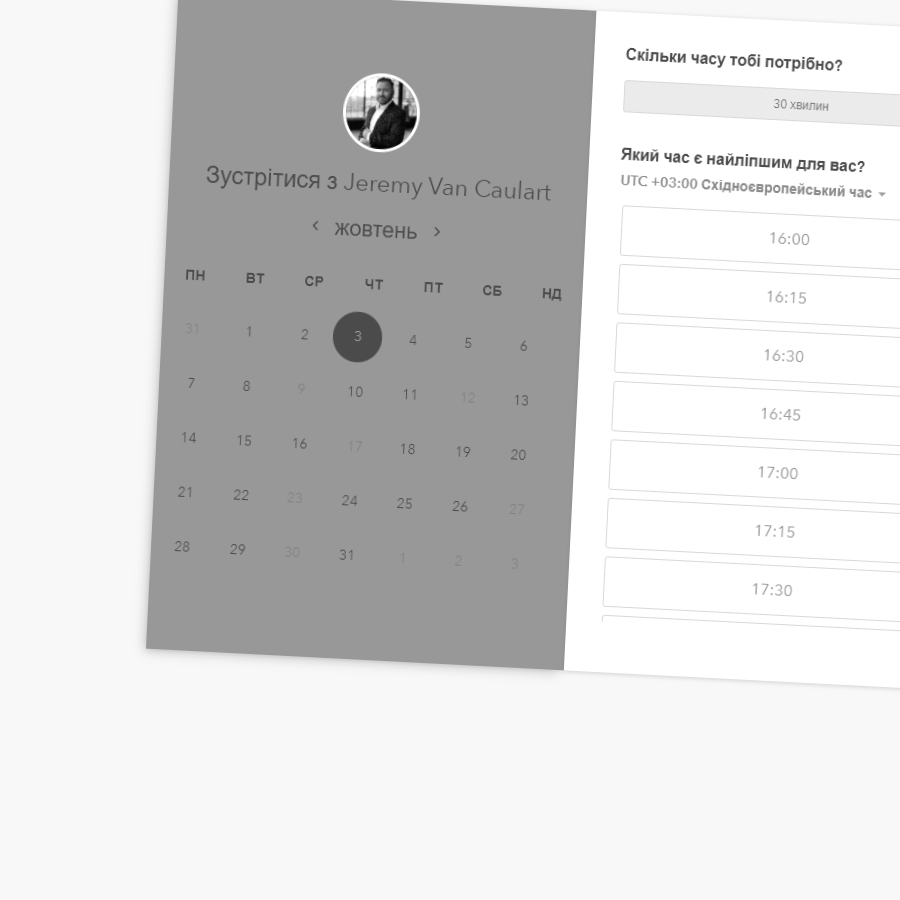 Зустрітися з Jeremy Van Caulart
‹ жовтень ›
ПН ВТ СР ЧТ ПТ СБ НД
31 1 2 3 4 5 6
7 8 9 10 11 12 13
14 15 16 17 18 19 20
21 22 23 24 25 26 27
28 29 30 31 1 2 3
Скільки часу тобі потрібно?
30 хвилин
Який час є найліпшим для вас?
UTC +03:00 Східноєвропейський час
16:00
16:15
16:30
16:45
17:00
17:15
17:30